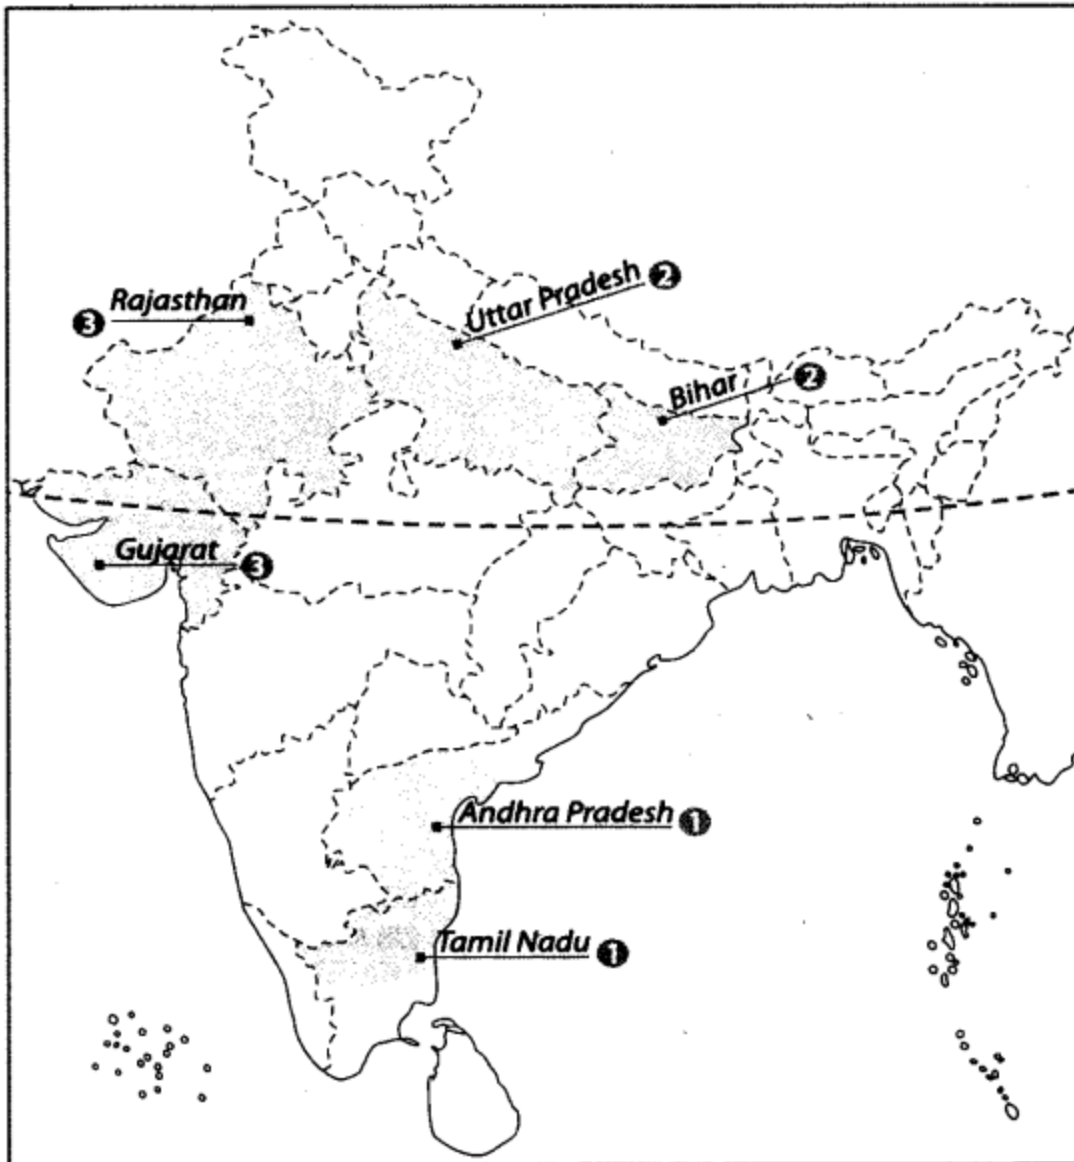 Uttar Pradesh 2
3 Rajasthan
Bihar 2
Gujarat 3
Andhra Pradesh 1
Tamil Nadu 1